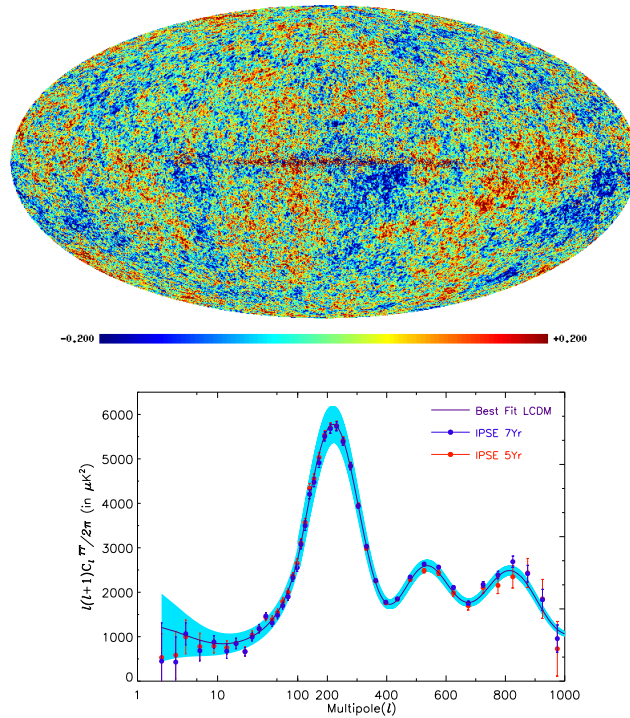 -0.200 +0.200
6000
5000
4000
3000
2000
1000
0
l(l+1)C_l^TT/2π (in μK²)
Best Fit LCDM
IPSE 7Yr
IPSE 5Yr
1 10 100 200 400 600 800 1000
Multipole(l)